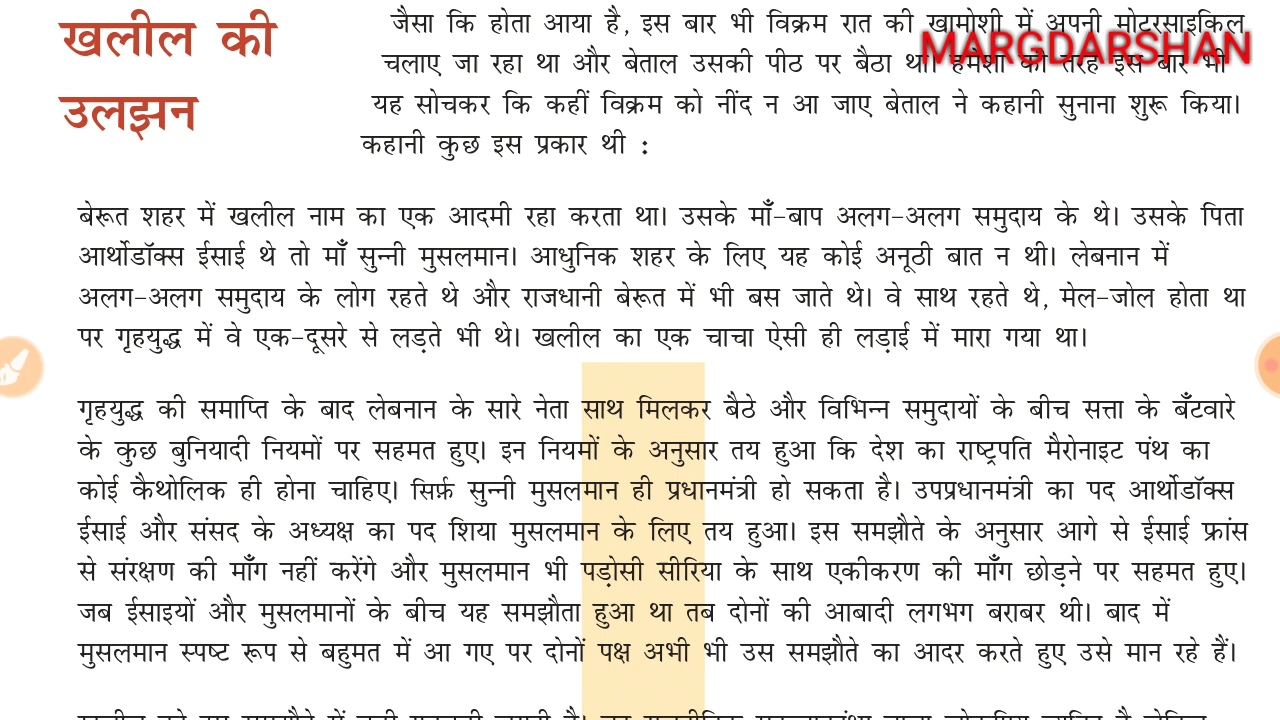 खलील की
उलझन
MARGDARSHAN
जैसा कि होता आया है, इस बार भी विक्रम रात की खामोशी में अपनी मोटरसाइकिल
चलाए जा रहा था और बेताल उसकी पीठ पर बैठा था। हमेशा की तरह इस बार भी
यह सोचकर कि कहीं विक्रम को नींद न आ जाए बेताल ने कहानी सुनाना शुरू किया।
कहानी कुछ इस प्रकार थी :
बेरूत शहर में खलील नाम का एक आदमी रहा करता था। उसके माँ-बाप अलग-अलग समुदाय के थे। उसके पिता
आर्थोडॉक्स ईसाई थे तो माँ सुन्नी मुसलमान। आधुनिक शहर के लिए यह कोई अनूठी बात न थी। लेबनान में
अलग-अलग समुदाय के लोग रहते थे और राजधानी बेरूत में भी बस जाते थे। वे साथ रहते थे, मेल-जोल होता था
पर गृहयुद्ध में वे एक-दूसरे से लड़ते भी थे। खलील का एक चाचा ऐसी ही लड़ाई में मारा गया था।
गृहयुद्ध की समाप्ति के बाद लेबनान के सारे नेता साथ मिलकर बैठे और विभिन्न समुदायों के बीच सत्ता के बँटवारे
के कुछ बुनियादी नियमों पर सहमत हुए। इन नियमों के अनुसार तय हुआ कि देश का राष्ट्रपति मैरोनाइट पंथ का
कोई कैथोलिक ही होना चाहिए। सिर्फ़ सुन्नी मुसलमान ही प्रधानमंत्री हो सकता है। उपप्रधानमंत्री का पद आर्थोडॉक्स
ईसाई और संसद के अध्यक्ष का पद शिया मुसलमान के लिए तय हुआ। इस समझौते के अनुसार आगे से ईसाई फ्रांस
से संरक्षण की माँग नहीं करेंगे और मुसलमान भी पड़ोसी सीरिया के साथ एकीकरण की माँग छोड़ने पर सहमत हुए।
जब ईसाइयों और मुसलमानों के बीच यह समझौता हुआ था तब दोनों की आबादी लगभग बराबर थी। बाद में
मुसलमान स्पष्ट रूप से बहुमत में आ गए पर दोनों पक्ष अभी भी उस समझौते का आदर करते हुए उसे मान रहे हैं।